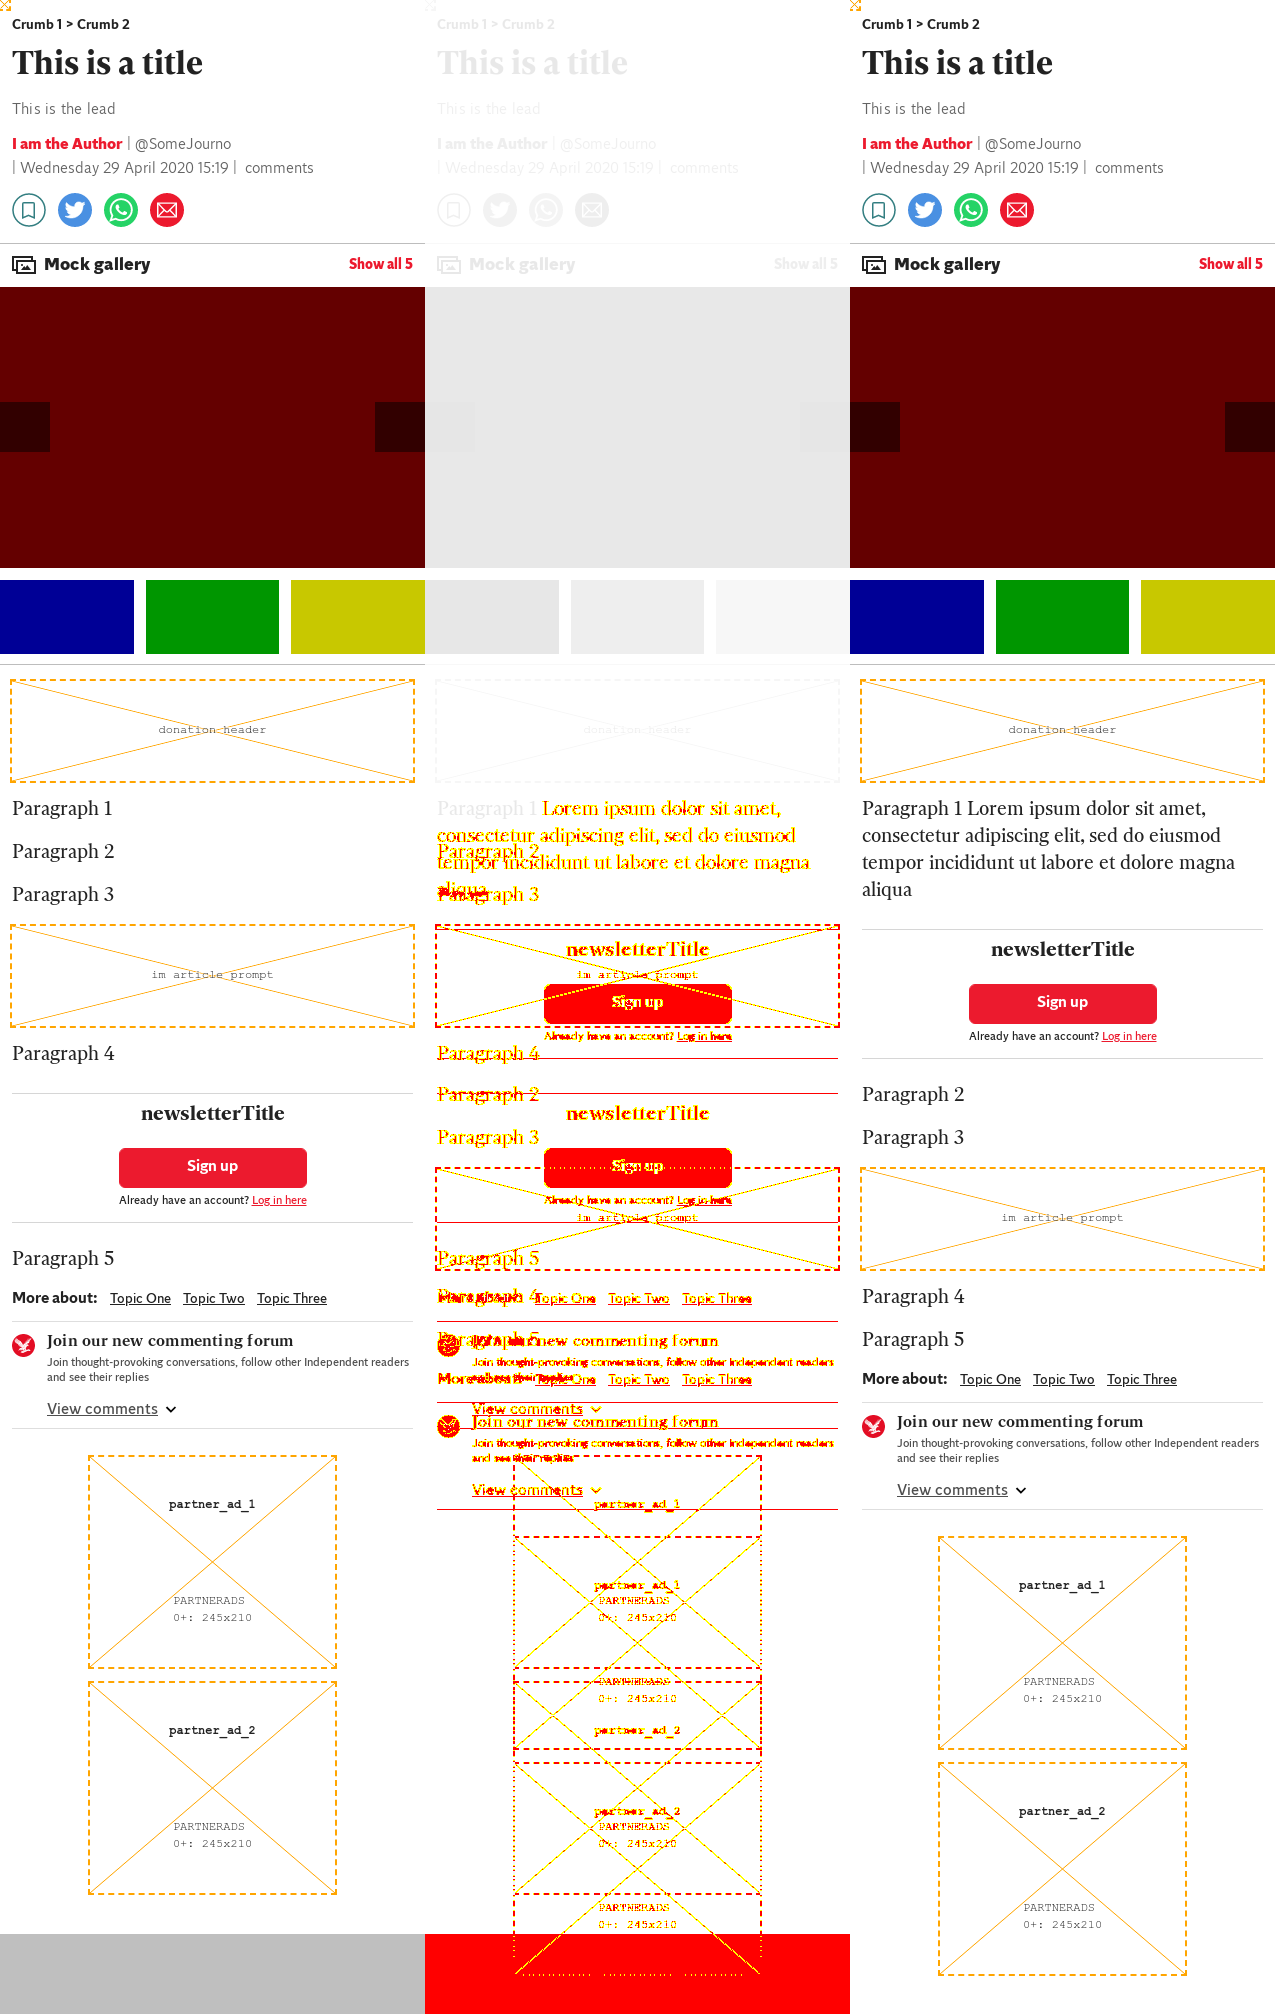 Crumb 1 > Crumb 2
This is a title
This is the lead
I am the Author | @SomeJourno
| Wednesday 29 April 2020 15:19 | comments
Mock gallery
Show all 5
donation header
Paragraph 1
Paragraph 2
Paragraph 3
im article prompt
Paragraph 4
newsletterTitle
Sign up
Already have an account? Log in here
Paragraph 5
More about: Topic One Topic Two Topic Three
Join our new commenting forum
Join thought-provoking conversations, follow other Independent readers
and see their replies
View comments
partner_ad_1
PARTNERADS
0+: 245x210
partner_ad_2
PARTNERADS
0+: 245x210
Crumb 1 > Crumb 2
This is a title
This is the lead
I am the Author | @SomeJourno
| Wednesday 29 April 2020 15:19 | comments
Mock gallery
Show all 5
donation header
Paragraph 1 Lorem ipsum dolor sit amet,
consectetur adipiscing elit, sed do eiusmod
Paragraph 2
tempor incididunt ut labore et dolore magna
aliqua
Paragraph 3
newsletterTitle
im article prompt
Sign up
Already have an account? Log in here
Paragraph 4
Paragraph 2
newsletterTitle
Paragraph 3
Sign up
Already have an account? Log in here
im article prompt
Paragraph 5
Paragraph 4
More about: Topic One Topic Two Topic Three
Paragraph 5
Join our new commenting forum
Join thought-provoking conversations, follow other Independent readers
and see their replies
More about: Topic One Topic Two Topic Three
View comments
Join our new commenting forum
Join thought-provoking conversations, follow other Independent readers
and see their replies
View comments
partner_ad_1
partner_ad_1
PARTNERADS
0+: 245x210
PARTNERADS
0+: 245x210
partner_ad_2
partner_ad_2
PARTNERADS
0+: 245x210
PARTNERADS
0+: 245x210
Crumb 1 > Crumb 2
This is a title
This is the lead
I am the Author | @SomeJourno
| Wednesday 29 April 2020 15:19 | comments
Mock gallery
Show all 5
donation header
Paragraph 1 Lorem ipsum dolor sit amet,
consectetur adipiscing elit, sed do eiusmod
tempor incididunt ut labore et dolore magna
aliqua
newsletterTitle
Sign up
Already have an account? Log in here
Paragraph 2
Paragraph 3
im article prompt
Paragraph 4
Paragraph 5
More about: Topic One Topic Two Topic Three
Join our new commenting forum
Join thought-provoking conversations, follow other Independent readers
and see their replies
View comments
partner_ad_1
PARTNERADS
0+: 245x210
partner_ad_2
PARTNERADS
0+: 245x210